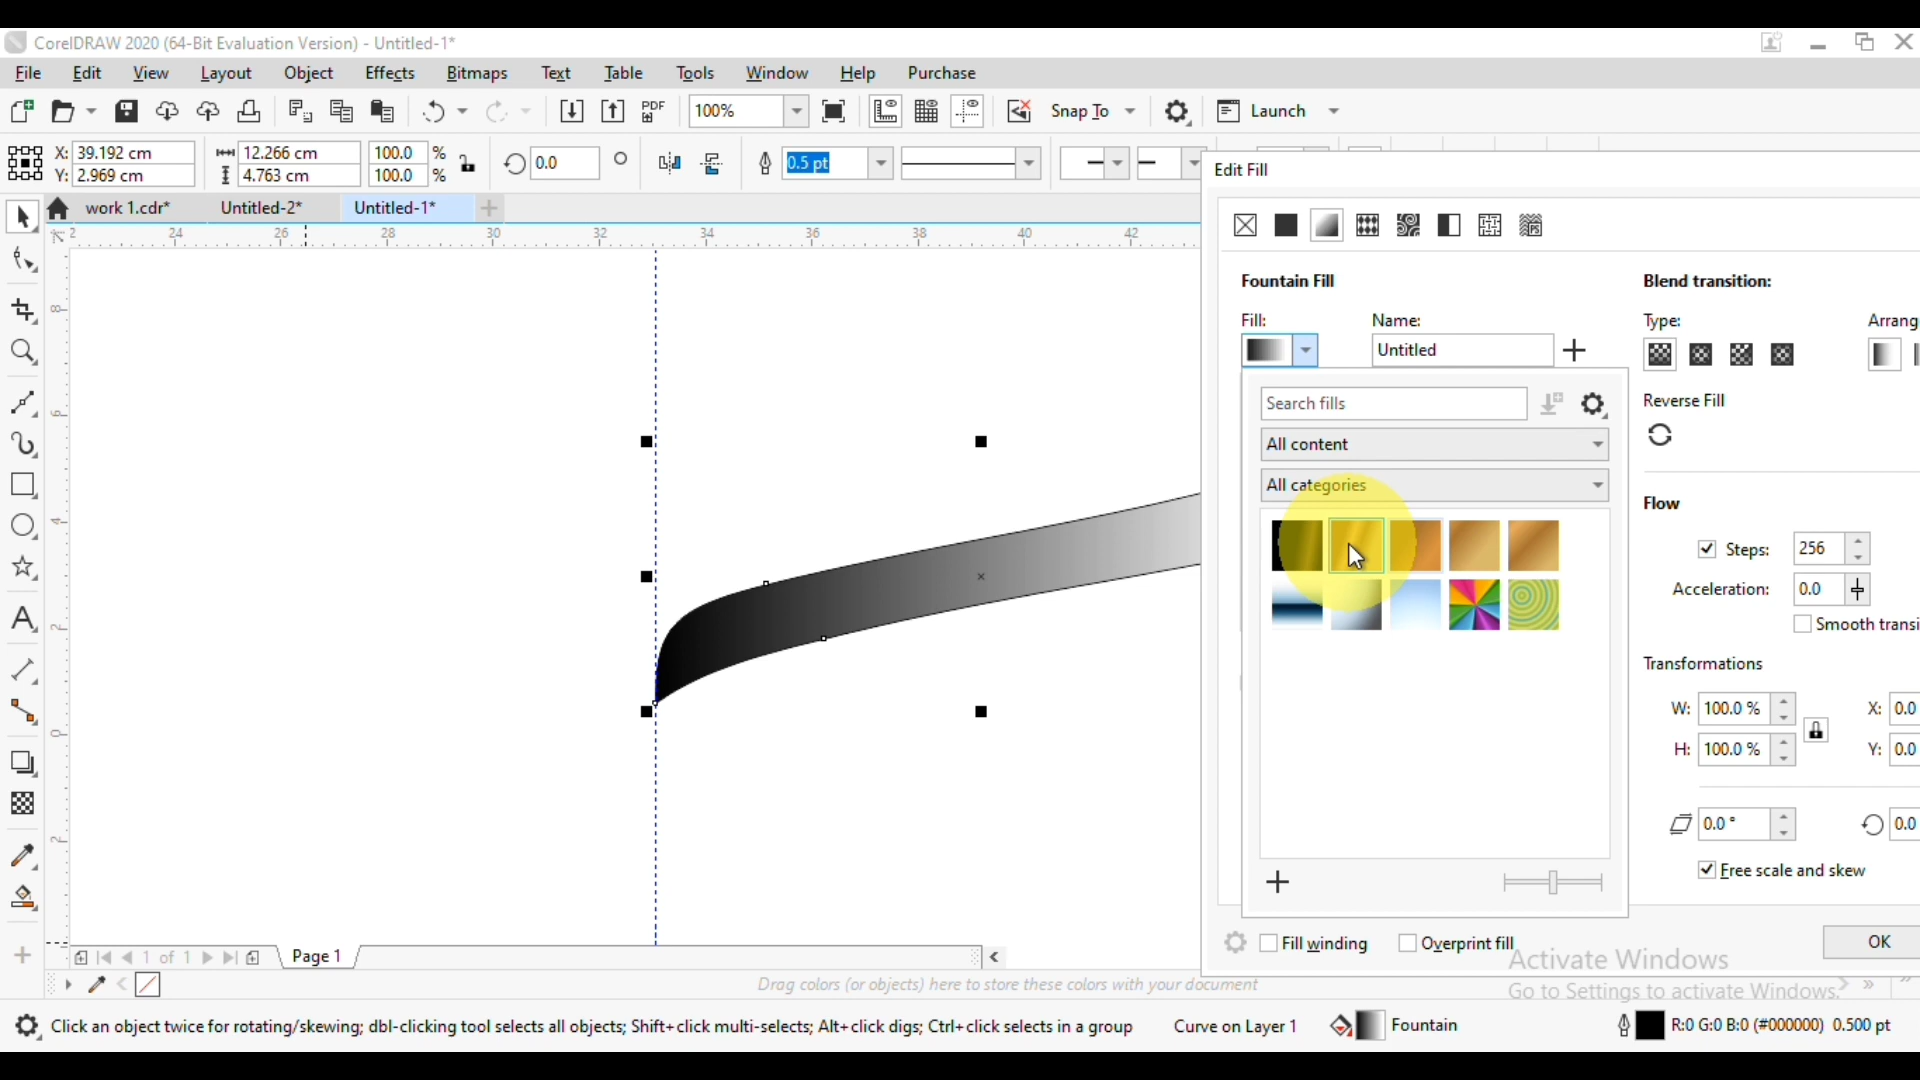 CorelDRAW 2020 (64-Bit Evaluation Version) - Untitled-1*
File Edit View Layout Object Effects Bitmaps Text Table Tools Window Help Purchase
PDF 100% Snap To Launch
X: 39.192 cm 12.266 cm 100.0 % 0.0 0.5 pt
Y: 2.969 cm 4.763 cm 100.0 %
Edit Fill
work 1.cdr* Untitled-2* Untitled-1*
2 24 26 28 30 32 34 36 38 40 42
8
6
4
2
0
2
PS
Fountain Fill Blend transition:
Fill: Name: Type: Arrang
Untitled
Search fills
Reverse Fill
All content
All categories
Flow
Steps: 256
Acceleration: 0.0
Smooth transi
Transformations
W: 100.0 % X: 0.0
H: 100.0 % Y: 0.0
0.0 ° 0.0
Free scale and skew
Fill winding Overprint fill OK
Activate Windows
Go to Settings to activate Windows.
1 of 1 Page 1
Drag colors (or objects) here to store these colors with your document
Click an object twice for rotating/skewing; dbl-clicking tool selects all objects; Shift+click multi-selects; Alt+click digs; Ctrl+click selects in a group Curve on Layer 1 Fountain R:0 G:0 B:0 (#000000) 0.500 pt